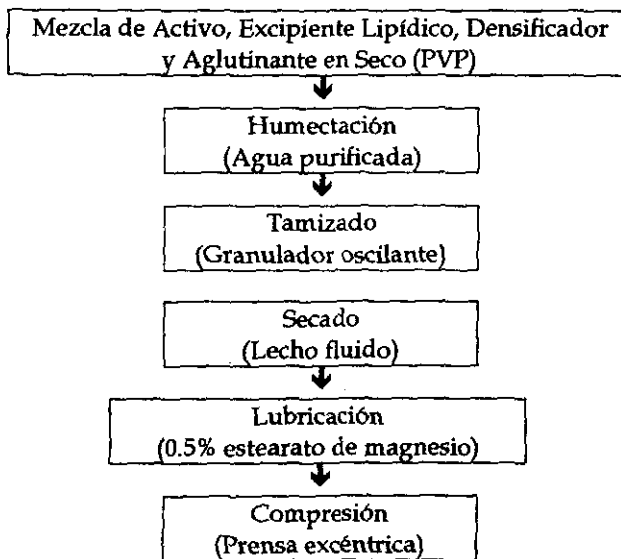 Mezcla de Activo, Excipiente Lipídico, Densificador
y Aglutinante en Seco (PVP)
Humectación
(Agua purificada)
Tamizado
(Granulador oscilante)
Secado
(Lecho fluido)
Lubricación
(0.5% estearato de magnesio)
Compresión
(Prensa excéntrica)